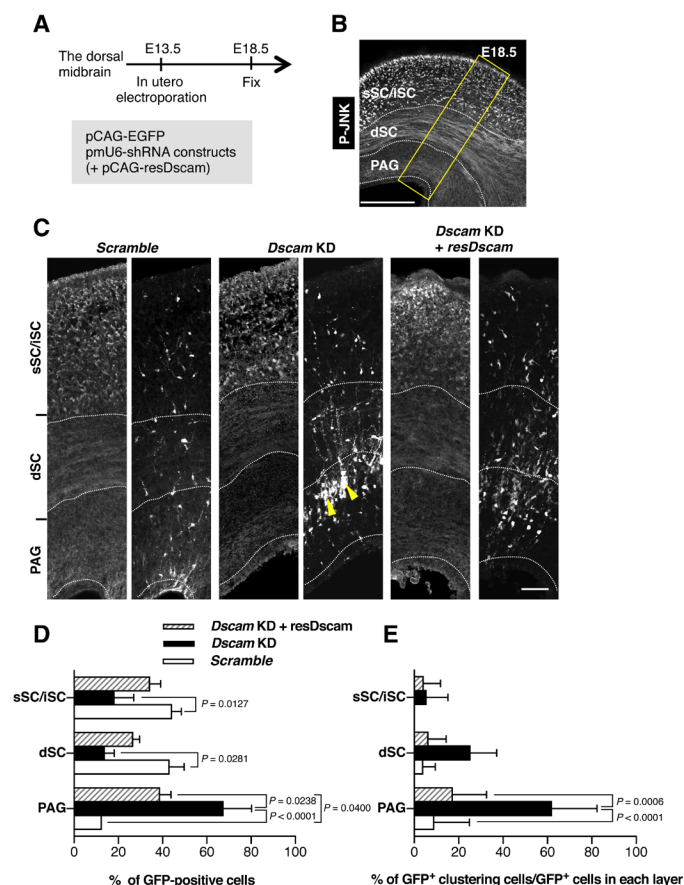 A
The dorsal
midbrain
E13.5
E18.5
In utero
electroporation
Fix
pCAG-EGFP
pmU6-shRNA constructs
(+ pCAG-resDscam)
B
P-JNK
E18.5
sSC/iSC
dSC
PAG
C
Scramble
Dscam KD
Dscam KD
+ resDscam
sSC/iSC
dSC
PAG
D
Dscam KD + resDscam
Dscam KD
Scramble
sSC/iSC
P = 0.0127
dSC
P = 0.0281
PAG
P = 0.0238
P < 0.0001
P = 0.0400
0 20 40 60 80 100
% of GFP-positive cells
E
sSC/iSC
dSC
PAG
P = 0.0006
P < 0.0001
0 20 40 60 80 100
% of GFP⁺ clustering cells/GFP⁺ cells in each layer